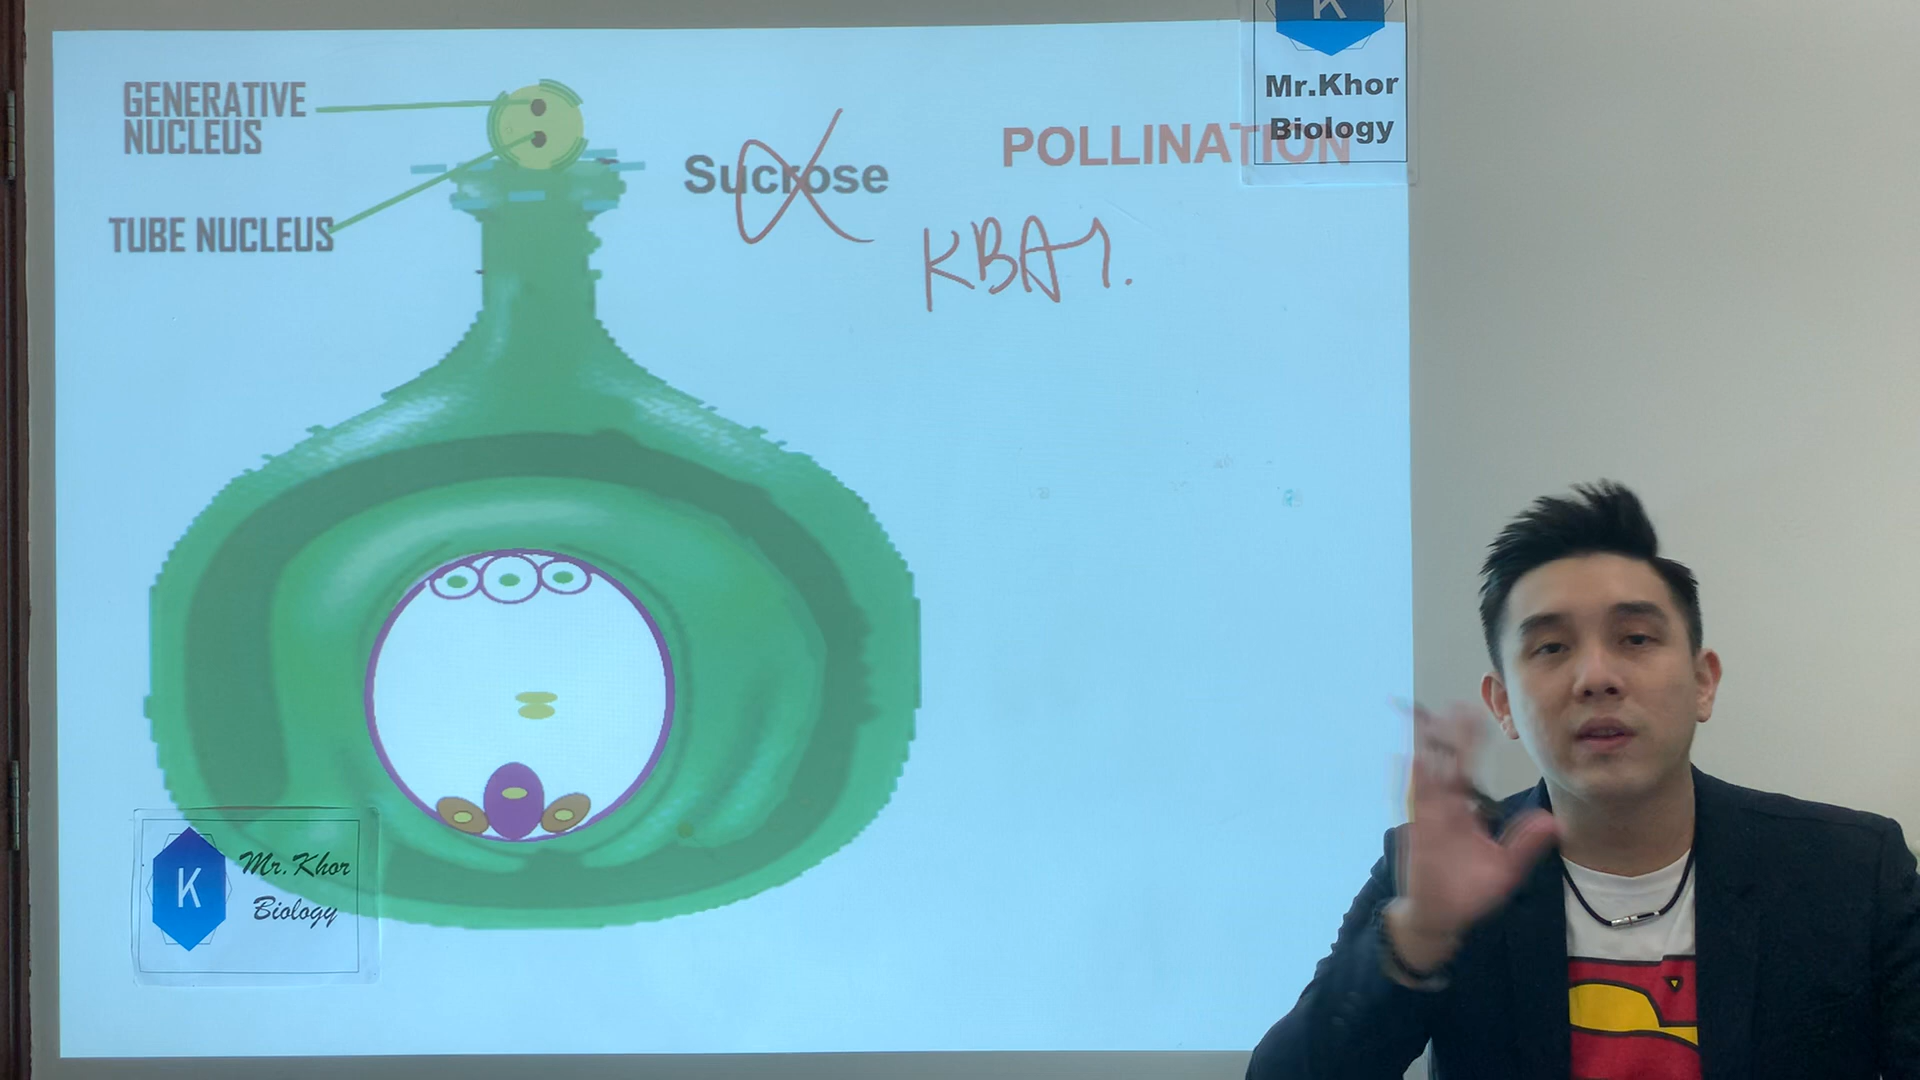 GENERATIVE
NUCLEUS
TUBE NUCLEUS
Sucrose
POLLINATION
KBAT.
K
Mr.Khor
Biology
K
Mr.Khor
Biology